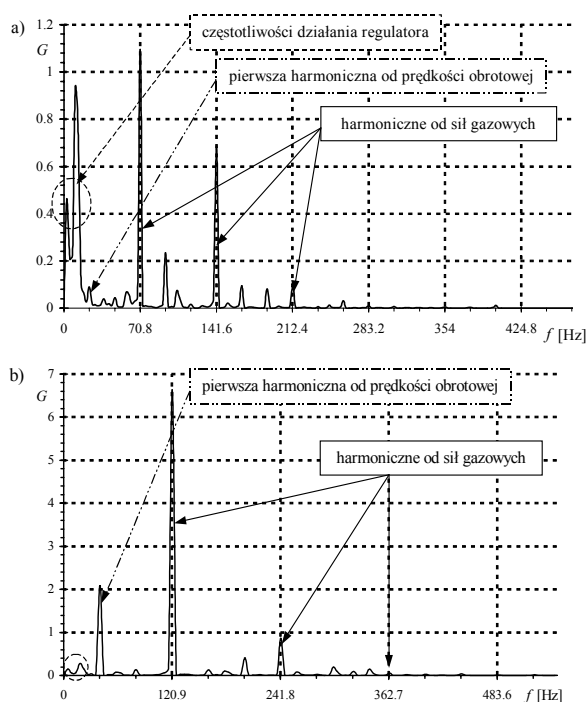 a)
1.2
G
1
0.8
0.6
0.4
0.2
0
częstotliwości działania regulatora
pierwsza harmoniczna od prędkości obrotowej
harmoniczne od sił gazowych
0 70.8 141.6 212.4 283.2 354 424.8
f [Hz]
b)
7
G
6
5
4
3
2
1
0
pierwsza harmoniczna od prędkości obrotowej
harmoniczne od sił gazowych
0 120.9 241.8 362.7 483.6
f [Hz]